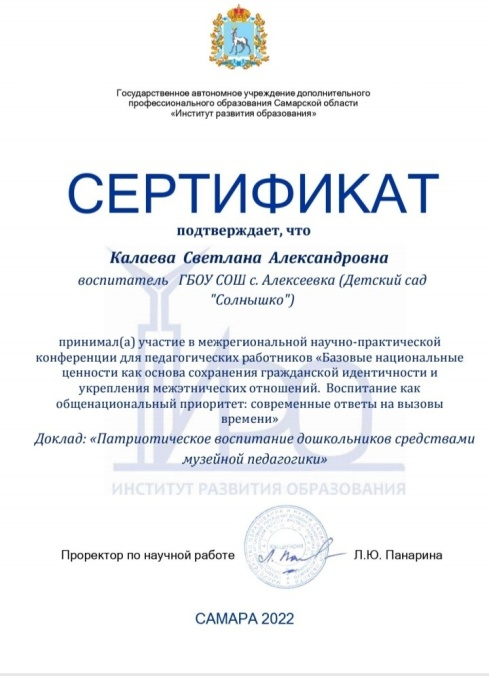 Государственное автономное учреждение дополнительного
профессионального образования Самарской области
«Институт развития образования»
СЕРТИФИКАТ
подтверждает, что
Калаева Светлана Александровна
воспитатель ГБОУ СОШ с. Алексеевка (Детский сад
"Солнышко")
принимал(а) участие в межрегиональной научно-практической
конференции для педагогических работников «Базовые национальные
ценности как основа сохранения гражданской идентичности и
укрепления межэтнических отношений. Воспитание как
общенациональный приоритет: современные ответы на вызовы
времени»
Доклад: «Патриотическое воспитание дошкольников средствами
музейной педагогики»
ИРО
ИНСТИТУТ РАЗВИТИЯ ОБРАЗОВАНИЯ
Проректор по научной работе Л.Ю. Панарина
САМАРА 2022